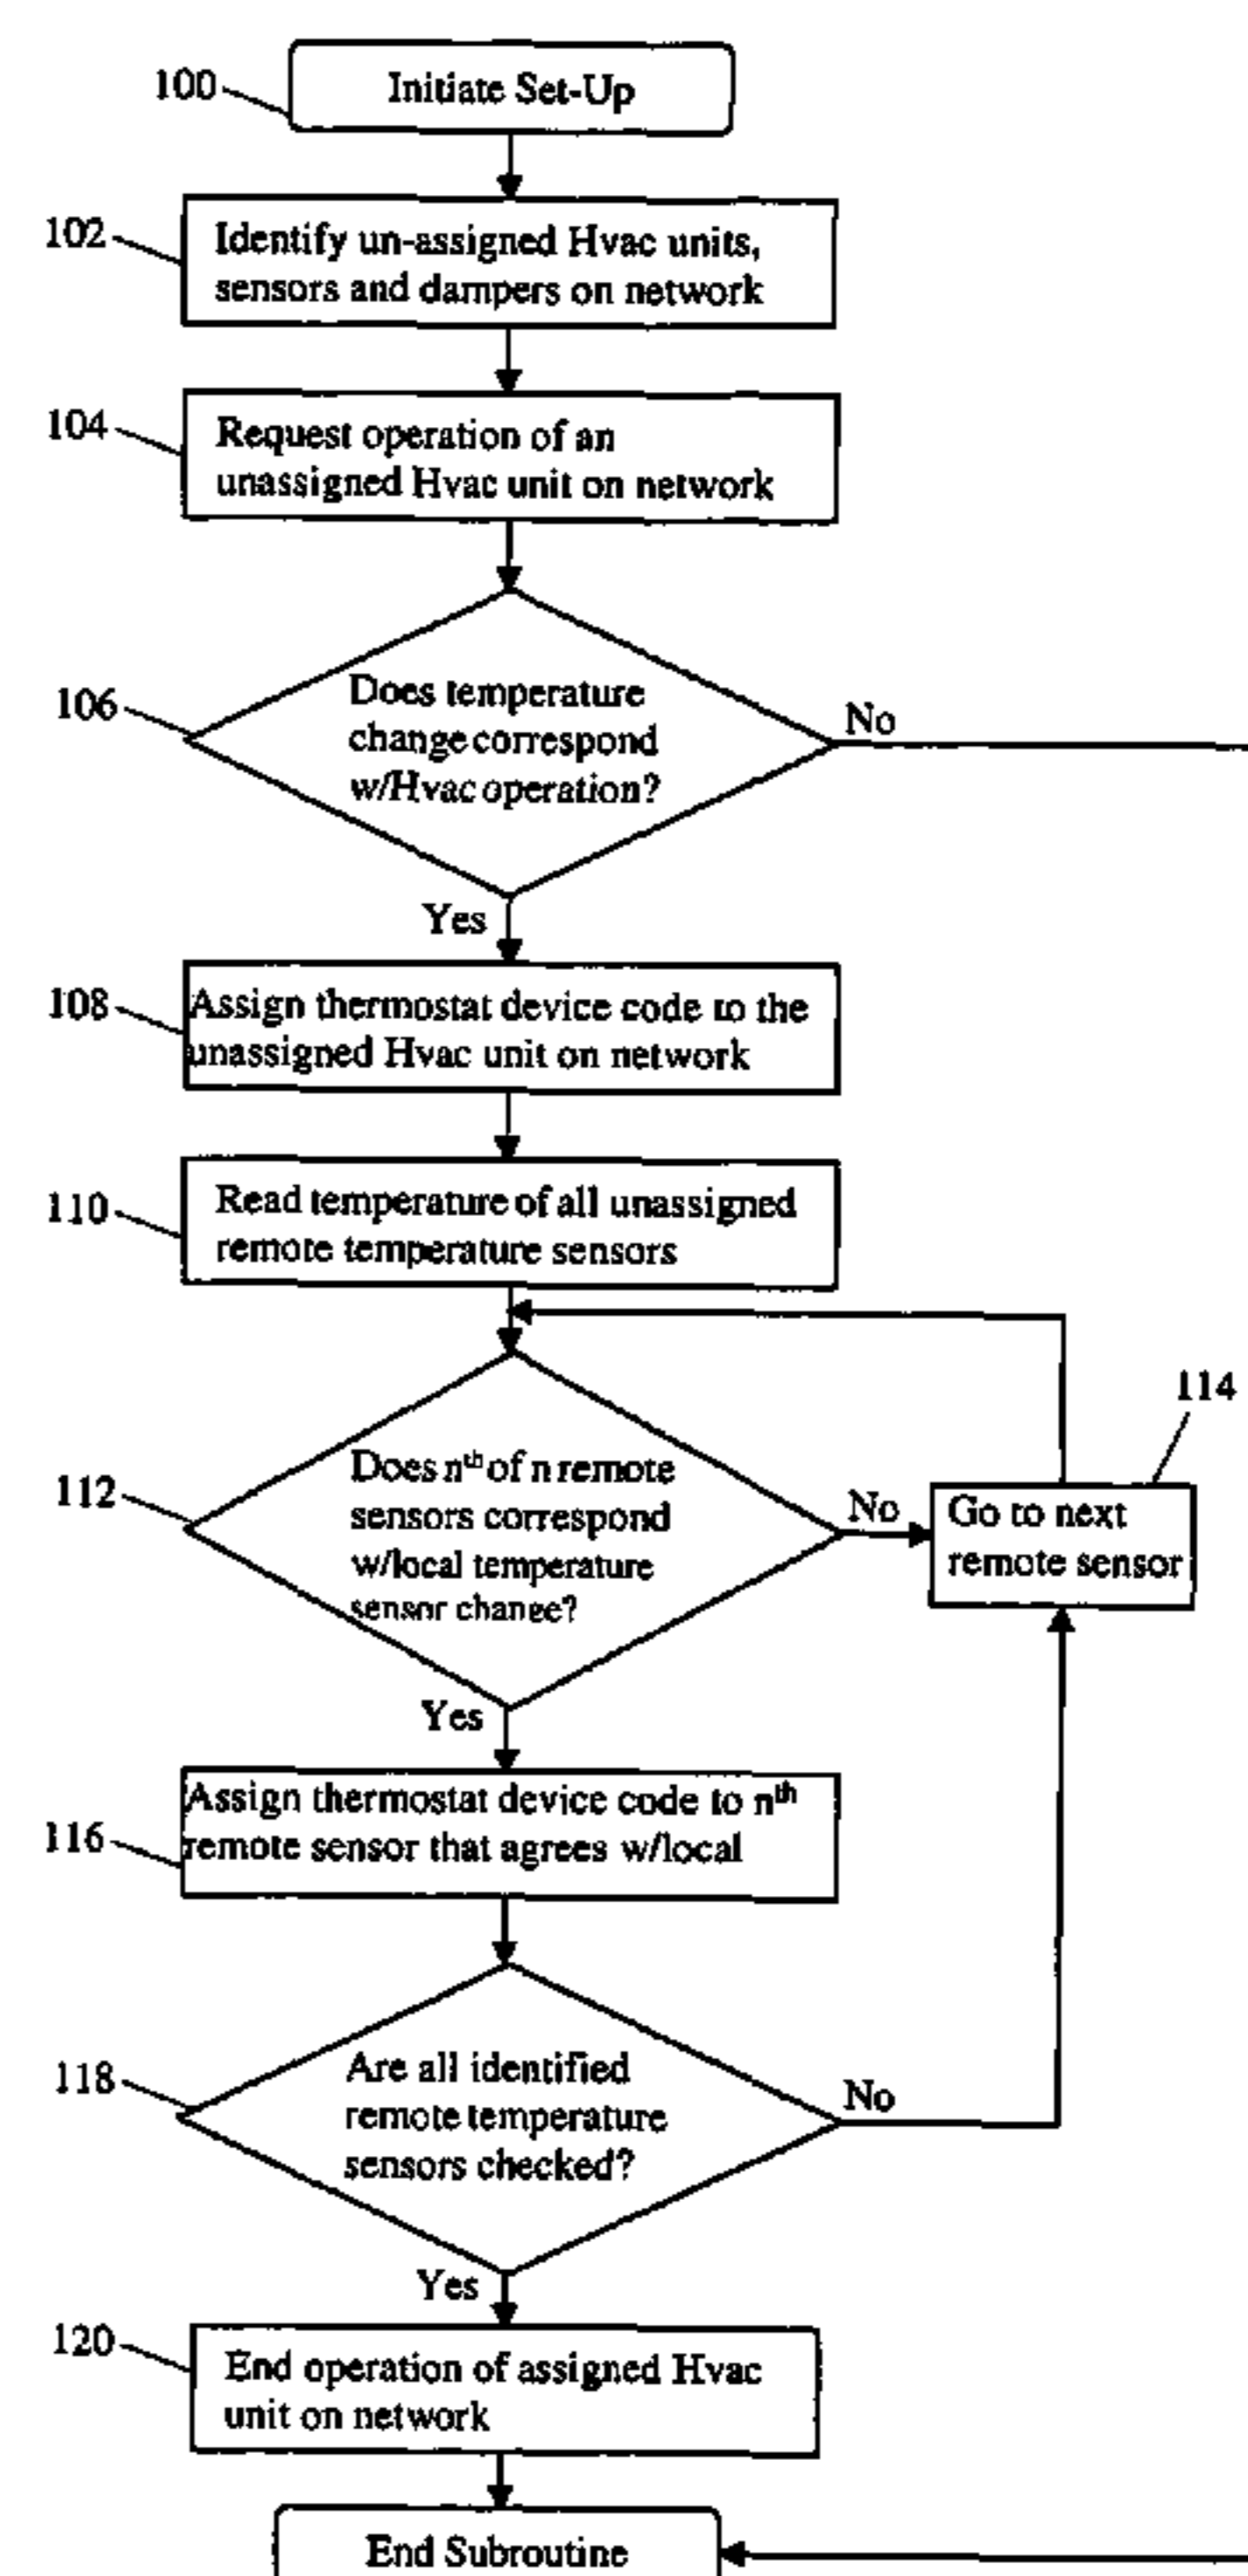 100
Initiate Set-Up
102
Identify un-assigned Hvac units,
sensors and dampers on network
104
Request operation of an
unassigned Hvac unit on network
106
Does temperature
change correspond
w/Hvac operation?
No
Yes
108
Assign thermostat device code to the
unassigned Hvac unit on network
110
Read temperature of all unassigned
remote temperature sensors
112
Does nth of n remote
sensors correspond
w/local temperature
sensor change?
No
114
Go to next
remote sensor
Yes
116
Assign thermostat device code to nth
remote sensor that agrees w/local
118
Are all identified
remote temperature
sensors checked?
No
Yes
120
End operation of assigned Hvac
unit on network
End Subroutine